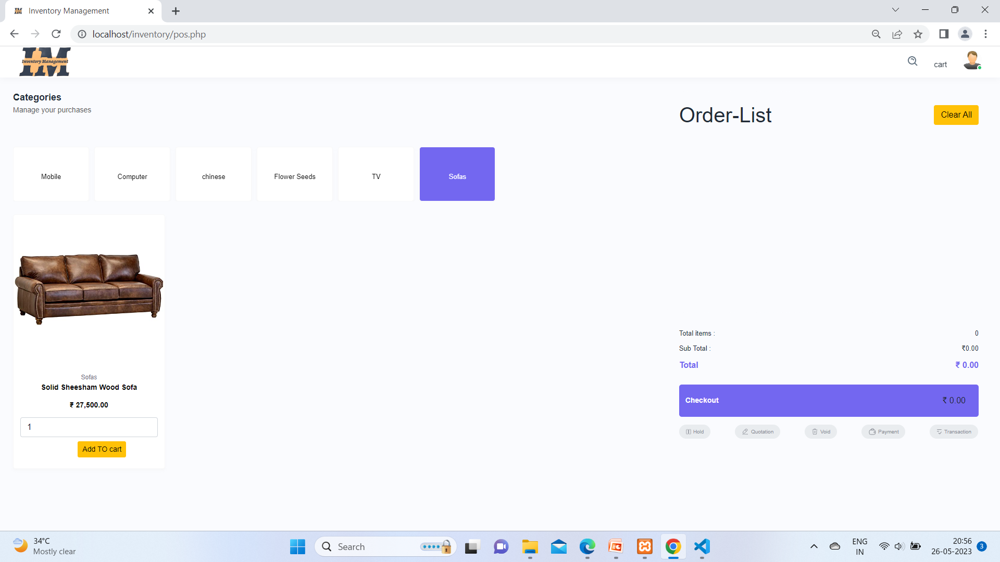 Inventory Management
localhost/inventory/pos.php
IM
Inventory Management
cart
Categories
Manage your purchases
Order-List
Clear All
Mobile
Computer
chinese
Flower Seeds
TV
Sofas
Sofas
Solid Sheesham Wood Sofa
₹ 27,500.00
1
Add TO cart
Total items : 0
Sub Total : ₹0.00
Total ₹ 0.00
Checkout ₹ 0.00
Hold
Quotation
Void
Payment
Transaction
34°C
Mostly clear
Search
ENG
IN
20:56
26-05-2023
3